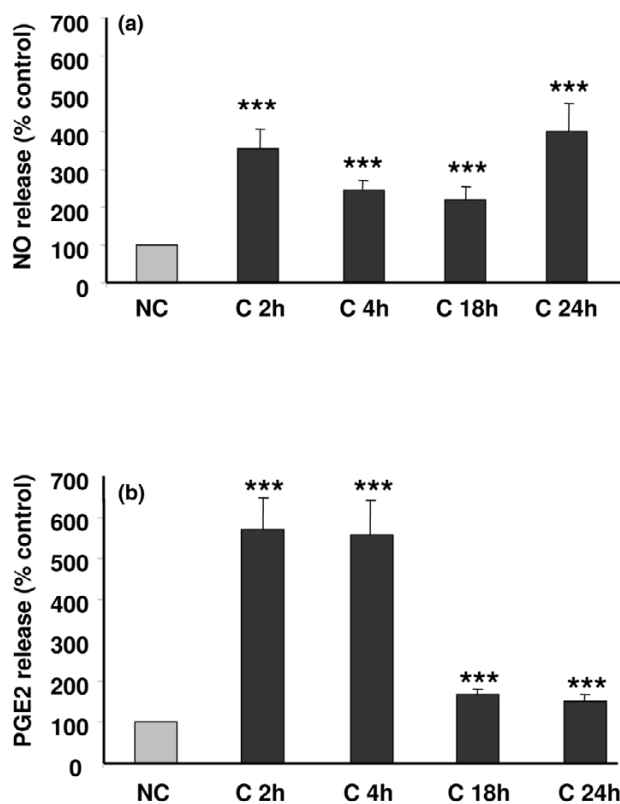 (a)
NO release (% control)
700
600
500
400
300
200
100
0
***
***
***
***
NC
C 2h
C 4h
C 18h
C 24h
(b)
PGE2 release (% control)
700
600
500
400
300
200
100
0
***
***
***
***
NC
C 2h
C 4h
C 18h
C 24h